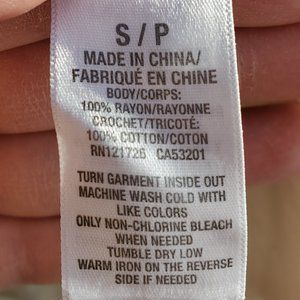 S / P
MADE IN CHINA/
FABRIQUÉ EN CHINE
BODY/CORPS:
100% RAYON/RAYONNE
CROCHET/TRICOTÉ:
100% COTTON/COTON
RN121726 CA53201
TURN GARMENT INSIDE OUT
MACHINE WASH COLD WITH
LIKE COLORS
ONLY NON-CHLORINE BLEACH
WHEN NEEDED
TUMBLE DRY LOW
WARM IRON ON THE REVERSE
SIDE IF NEEDED